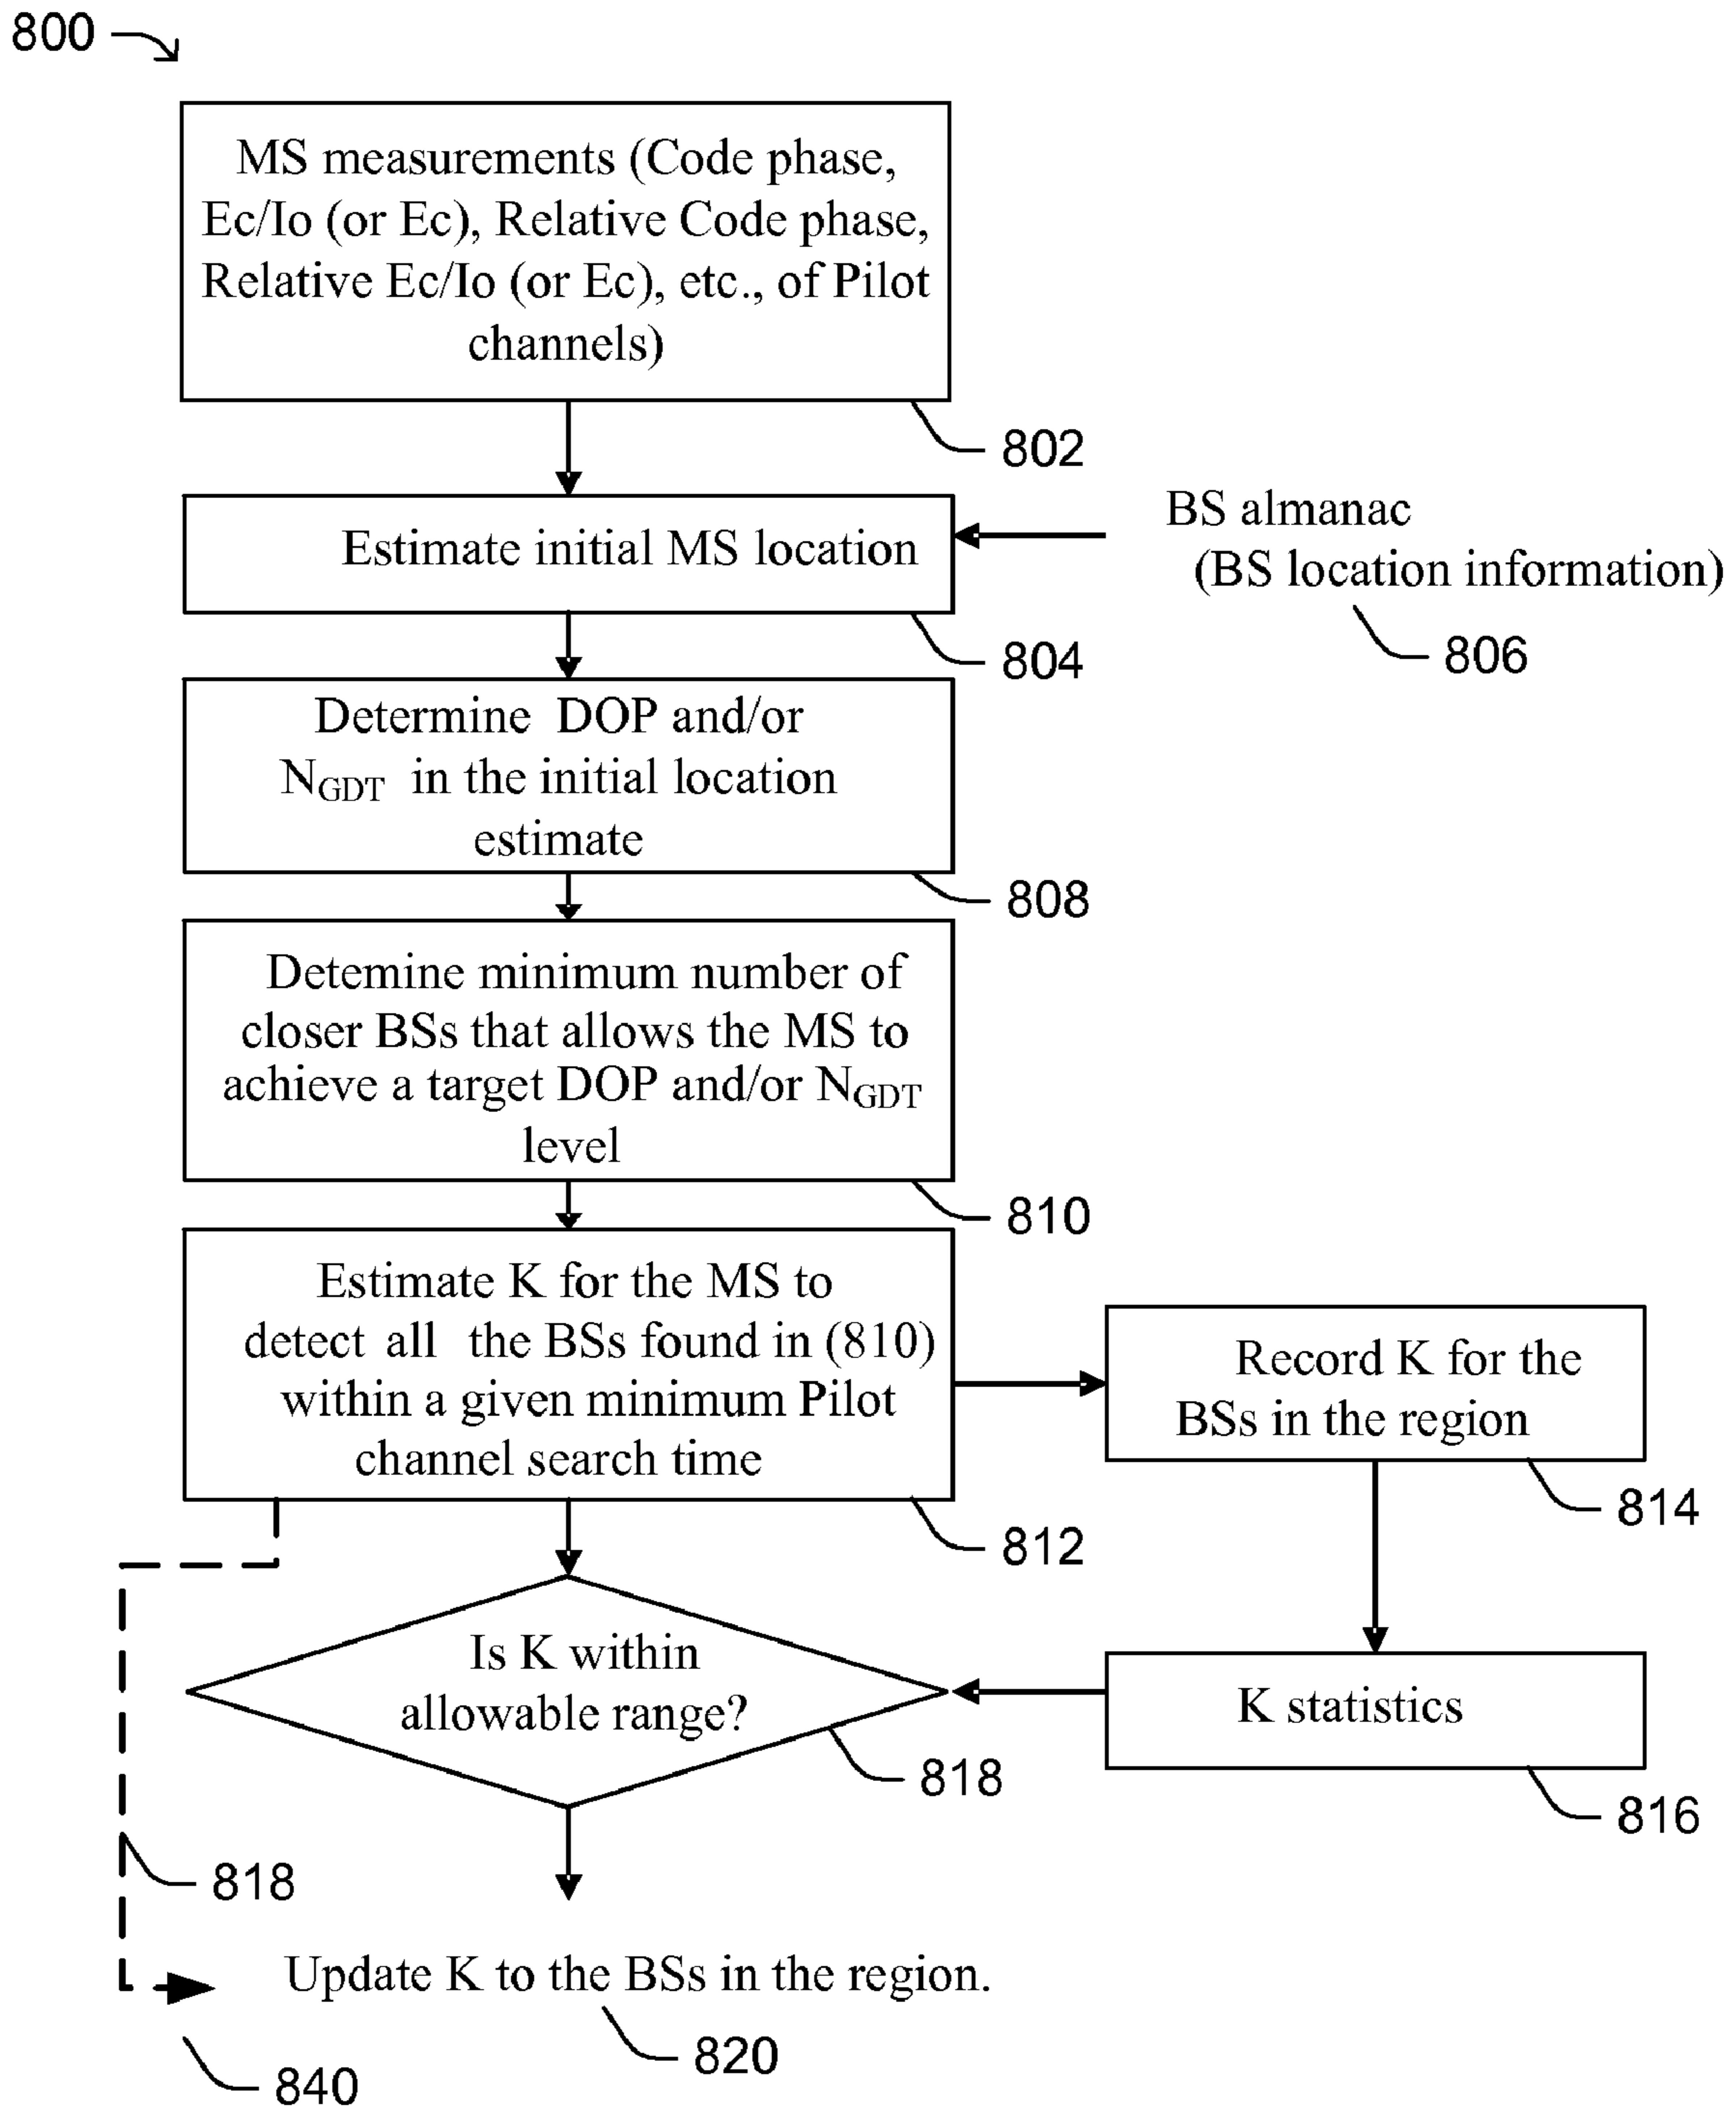 800
MS measurements (Code phase,
Ec/Io (or Ec), Relative Code phase,
Relative Ec/Io (or Ec), etc., of Pilot
channels)
802
Estimate initial MS location
BS almanac
(BS location information)
804
806
Determine DOP and/or
NGDT in the initial location
estimate
808
Detemine minimum number of
closer BSs that allows the MS to
achieve a target DOP and/or NGDT
level
810
Estimate K for the MS to
detect all the BSs found in (810)
within a given minimum Pilot
channel search time
812
Record K for the
BSs in the region
814
Is K within
allowable range?
818
K statistics
816
818
Update K to the BSs in the region.
820
840